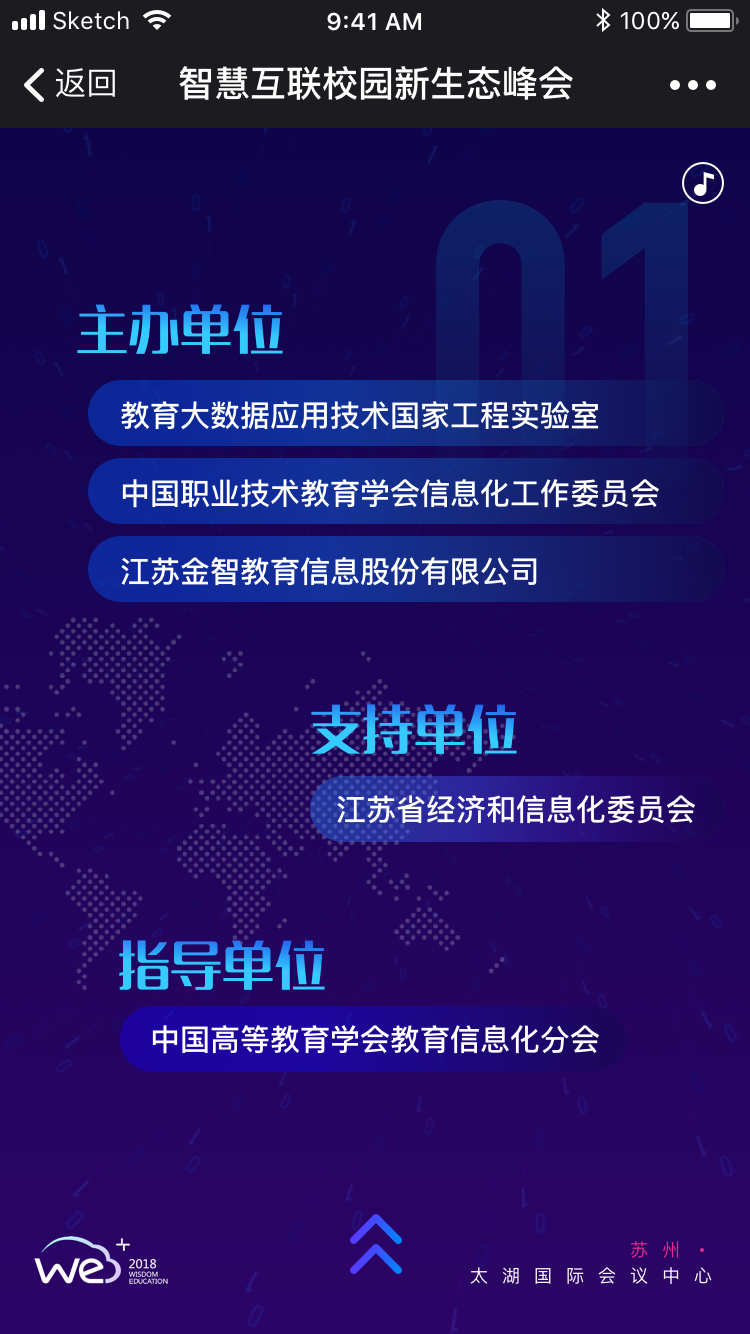 Sketch 9:41 AM 100%
返回 智慧互联校园新生态峰会
01
主办单位
教育大数据应用技术国家工程实验室
中国职业技术教育学会信息化工作委员会
江苏金智教育信息股份有限公司
支持单位
江苏省经济和信息化委员会
指导单位
中国高等教育学会教育信息化分会
we+
2018
WISDOM
EDUCATION
苏州·
太湖国际会议中心